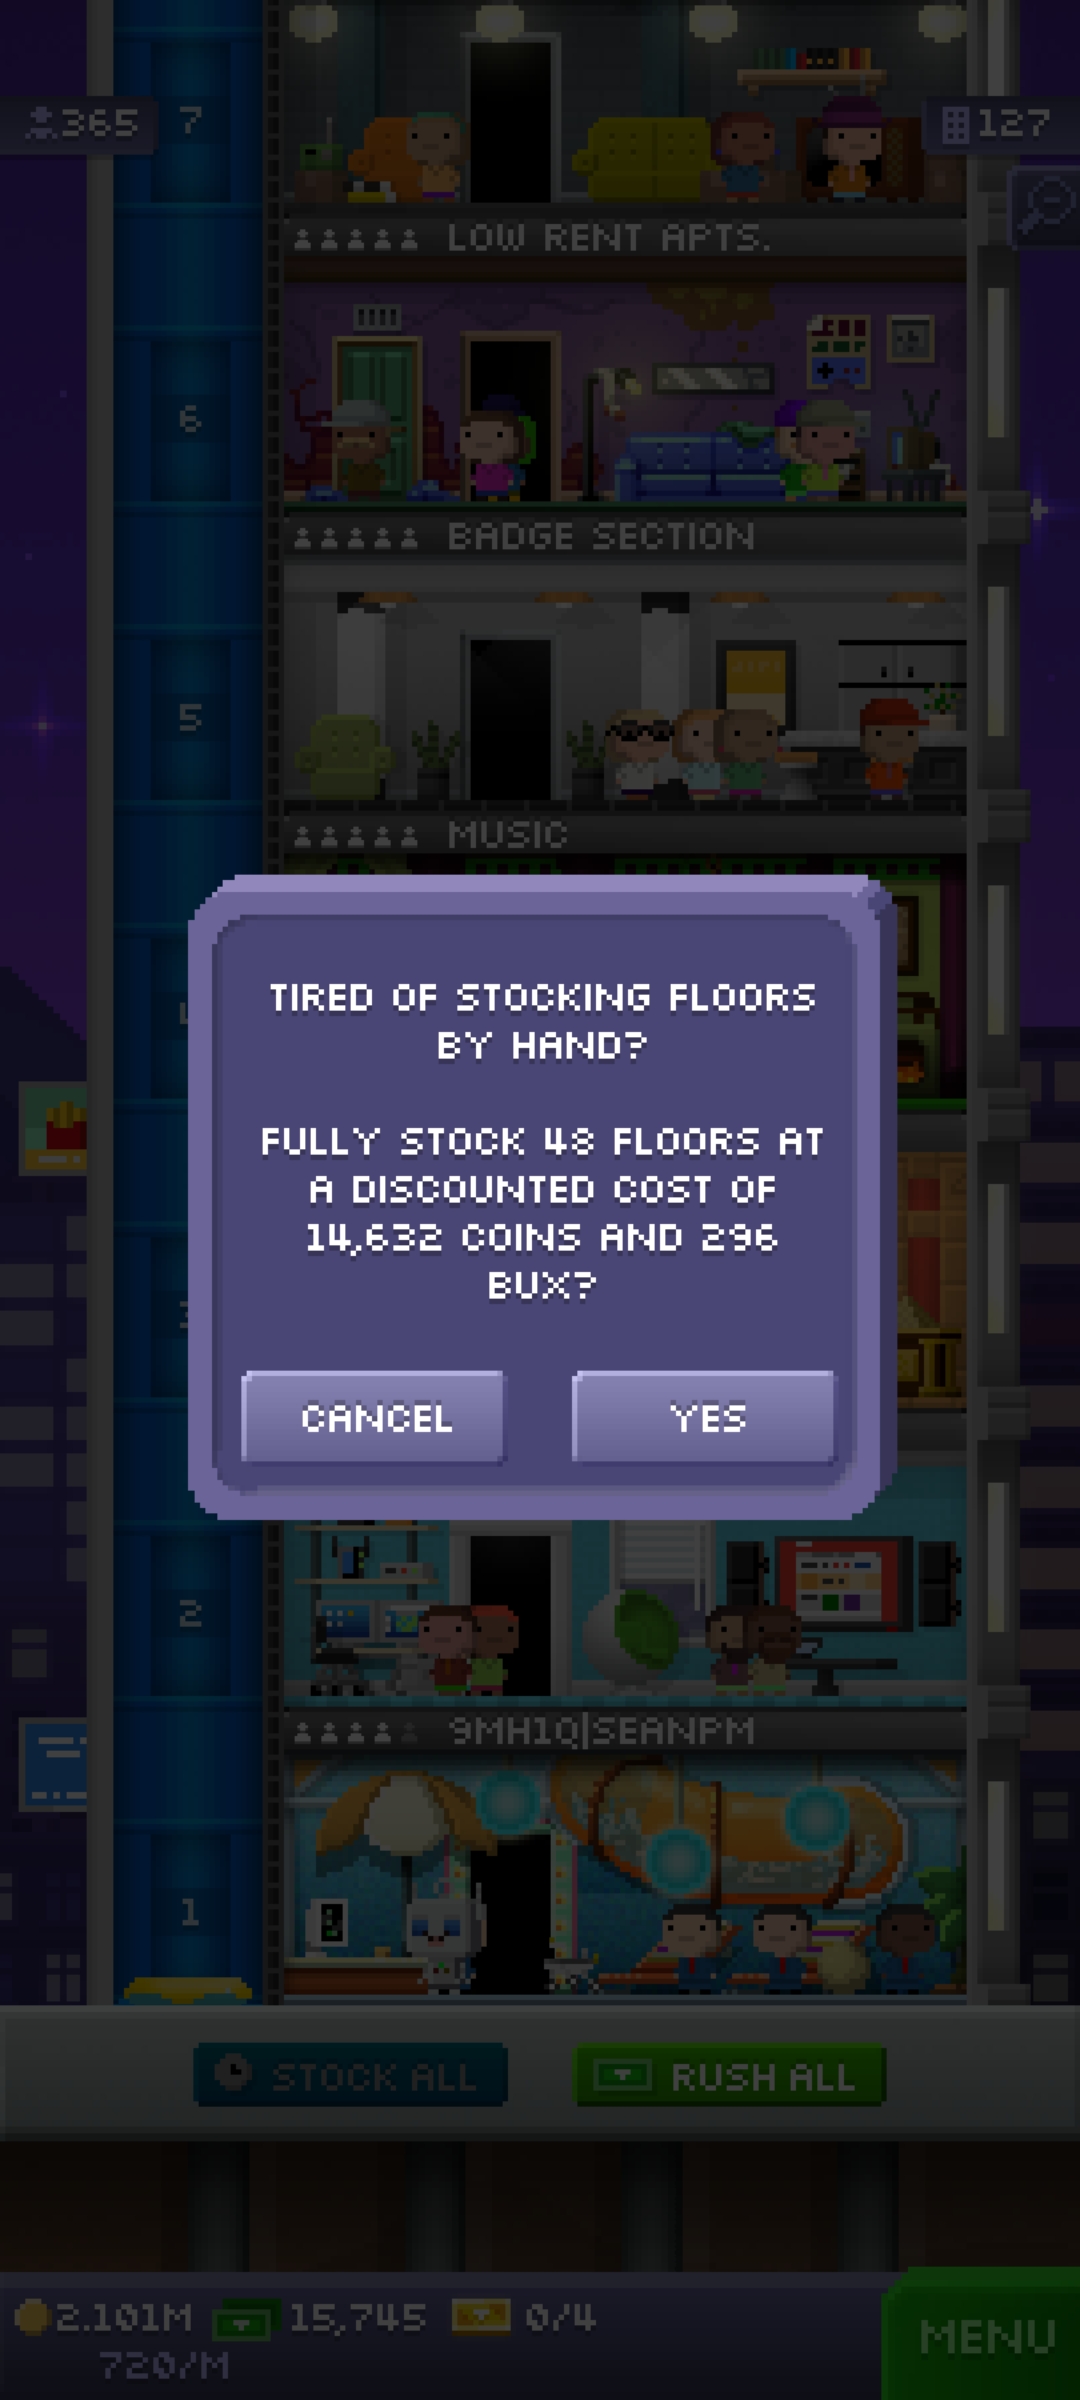 365
7
127
LOW RENT APTS.
6
BADGE SECTION
5
MUSIC
TIRED OF STOCKING FLOORS
BY HAND?
FULLY STOCK 48 FLOORS AT
A DISCOUNTED COST OF
14,632 COINS AND 296
BUX?
CANCEL
YES
2
9MH1Q|SEANPM
1
STOCK ALL
RUSH ALL
2.101M
15,745
0/4
720/M
MENU